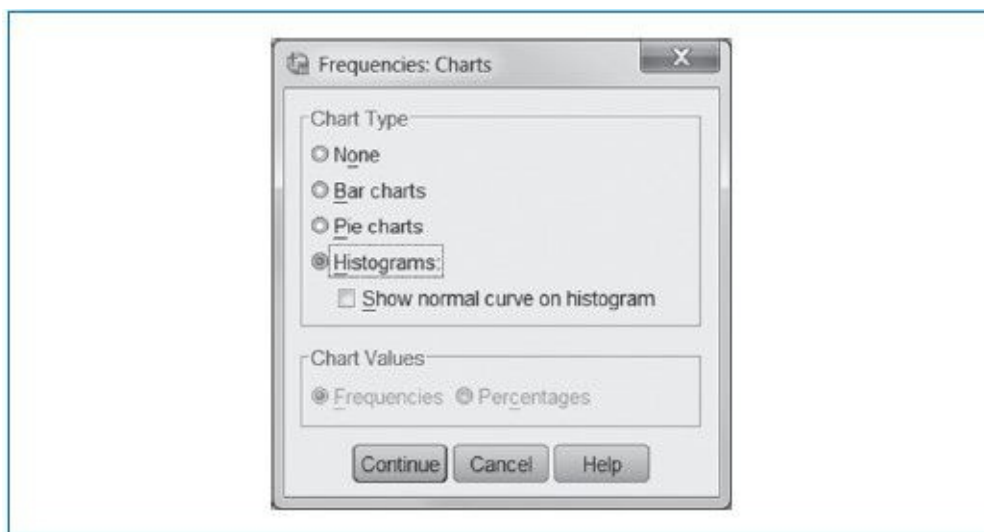 Frequencies: Charts
Chart Type
None
Bar charts
Pie charts
Histograms:
Show normal curve on histogram
Chart Values
Frequencies Percentages
Continue Cancel Help